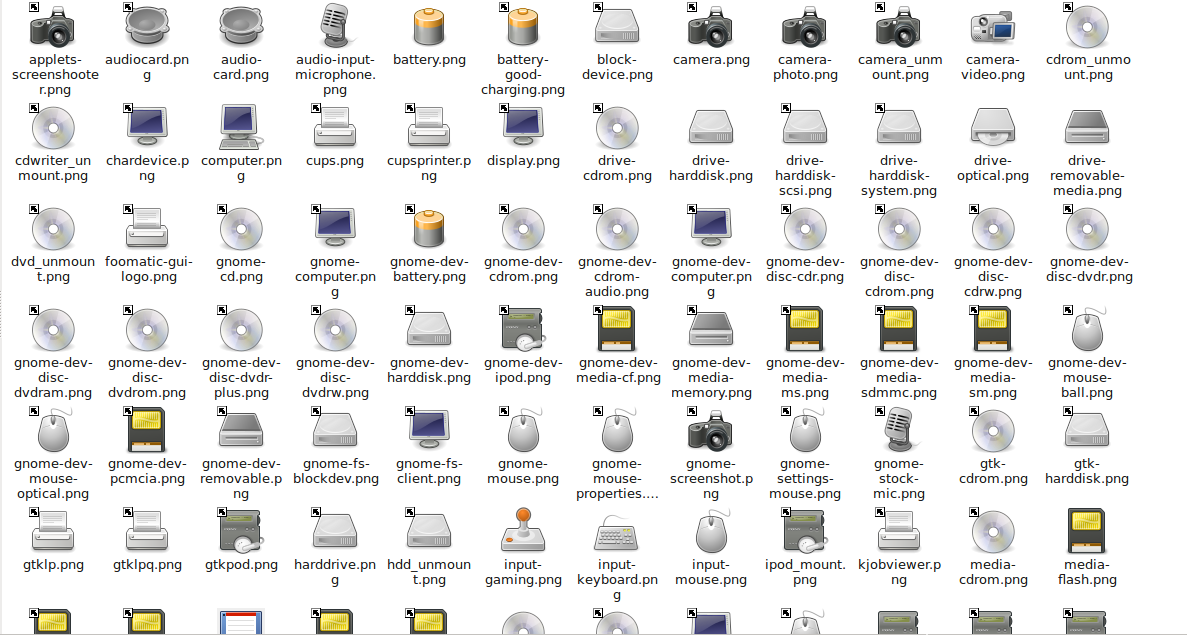 applets-screenshooter.png
audiocard.png
audio-card.png
audio-input-microphone.png
battery.png
battery-good-charging.png
block-device.png
camera.png
camera-photo.png
camera_unmount.png
camera-video.png
cdrom_unmount.png
cdwriter_unmount.png
chardevice.png
computer.png
cups.png
cupsprinter.png
display.png
drive-cdrom.png
drive-harddisk.png
drive-harddisk-scsi.png
drive-harddisk-system.png
drive-optical.png
drive-removable-media.png
dvd_unmount.png
foomatic-gui-logo.png
gnome-cd.png
gnome-computer.png
gnome-dev-battery.png
gnome-dev-cdrom.png
gnome-dev-cdrom-audio.png
gnome-dev-computer.png
gnome-dev-disc-cdr.png
gnome-dev-disc-cdrom.png
gnome-dev-disc-cdrw.png
gnome-dev-disc-dvdr.png
gnome-dev-disc-dvdram.png
gnome-dev-disc-dvdrom.png
gnome-dev-disc-dvdr-plus.png
gnome-dev-disc-dvdrw.png
gnome-dev-harddisk.png
gnome-dev-ipod.png
gnome-dev-media-cf.png
gnome-dev-media-memory.png
gnome-dev-media-ms.png
gnome-dev-media-sdmmc.png
gnome-dev-media-sm.png
gnome-dev-mouse-ball.png
gnome-dev-mouse-optical.png
gnome-dev-pcmcia.png
gnome-dev-removable.png
gnome-fs-blockdev.png
gnome-fs-client.png
gnome-mouse.png
gnome-mouse-properties....
gnome-screenshot.png
gnome-settings-mouse.png
gnome-stock-mic.png
gtk-cdrom.png
gtk-harddisk.png
gtklp.png
gtklpq.png
gtkpod.png
harddrive.png
hdd_unmount.png
input-gaming.png
input-keyboard.png
input-mouse.png
ipod_mount.png
kjobviewer.png
media-cdrom.png
media-flash.png